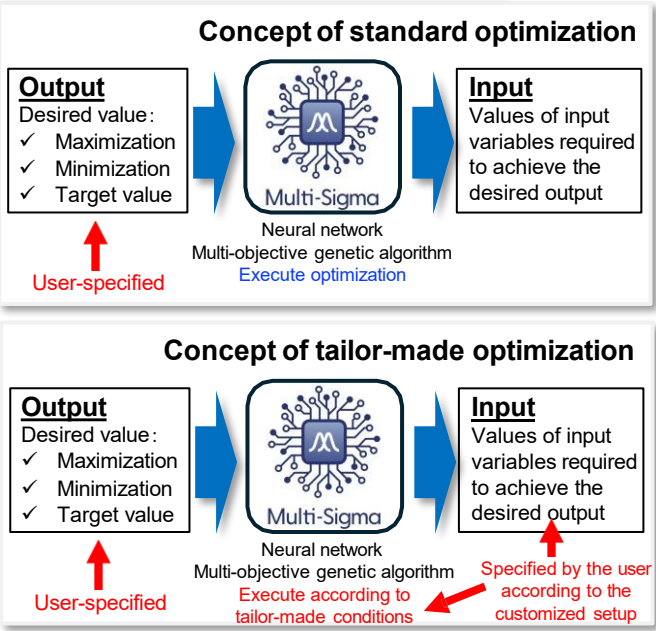 Concept of standard optimization
Output
Desired value:
✓ Maximization
✓ Minimization
✓ Target value
User-specified
Multi-Sigma
Neural network
Multi-objective genetic algorithm
Execute optimization
Input
Values of input
variables required
to achieve the
desired output
Concept of tailor-made optimization
Output
Desired value:
✓ Maximization
✓ Minimization
✓ Target value
User-specified
Multi-Sigma
Neural network
Multi-objective genetic algorithm
Execute according to
tailor-made conditions
Input
Values of input
variables required
to achieve the
desired output
Specified by the user
according to the
customized setup